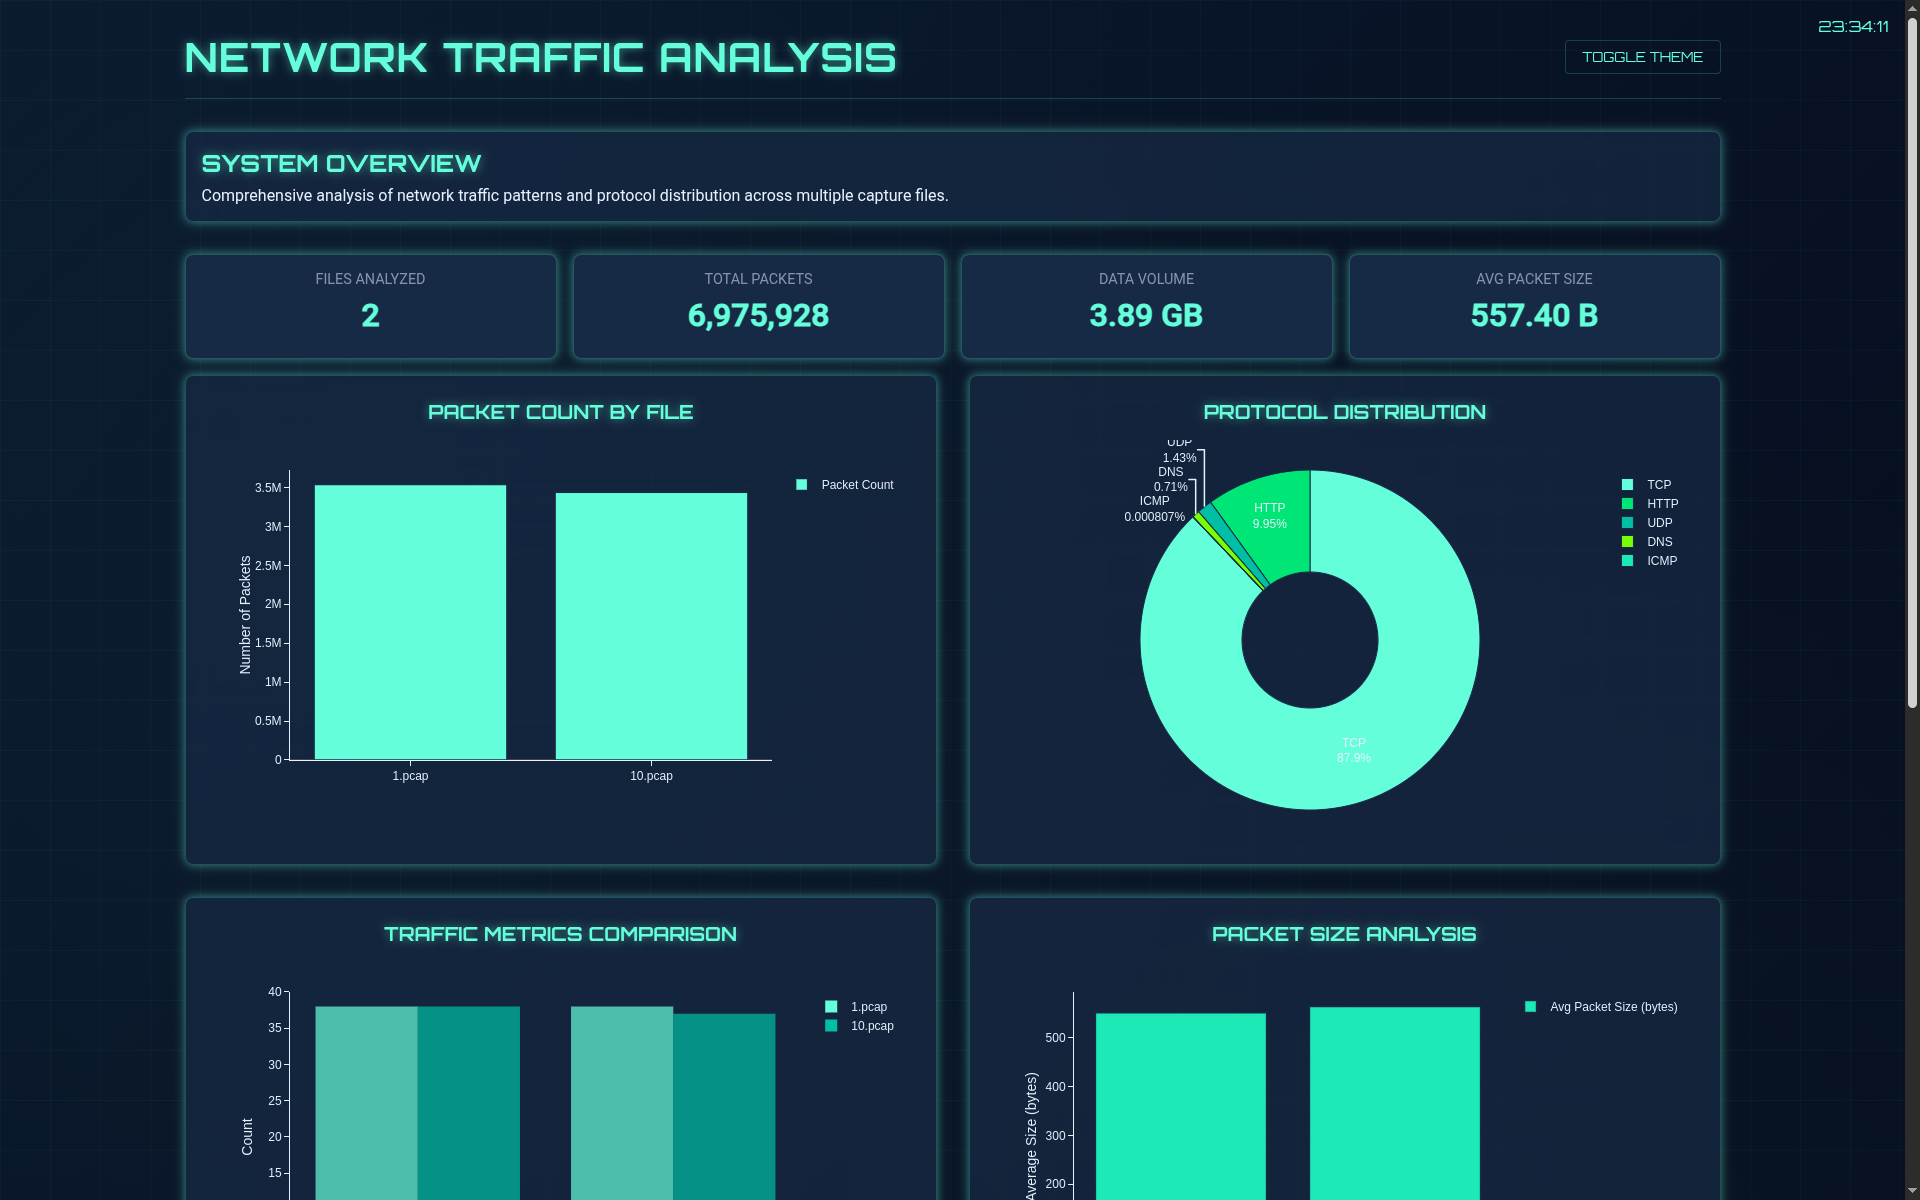 23:34:11
NETWORK TRAFFIC ANALYSIS
TOGGLE THEME
SYSTEM OVERVIEW
Comprehensive analysis of network traffic patterns and protocol distribution across multiple capture files.
FILES ANALYZED
2
TOTAL PACKETS
6,975,928
DATA VOLUME
3.89 GB
AVG PACKET SIZE
557.40 B
PACKET COUNT BY FILE
Number of Packets
3.5M
3M
2.5M
2M
1.5M
1M
0.5M
0
1.pcap
10.pcap
Packet Count
PROTOCOL DISTRIBUTION
UDP
1.43%
DNS
0.71%
ICMP
0.000807%
HTTP
9.95%
TCP
87.9%
TCP
HTTP
UDP
DNS
ICMP
TRAFFIC METRICS COMPARISON
Count
40
35
30
25
20
15
1.pcap
10.pcap
PACKET SIZE ANALYSIS
Average Size (bytes)
500
400
300
200
Avg Packet Size (bytes)